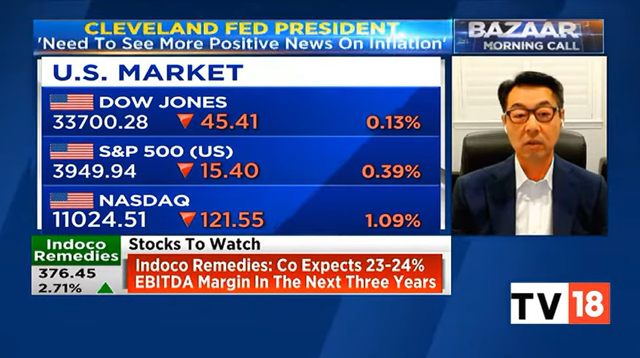 CLEVELAND FED PRESIDENT
'Need To See More Positive News On Inflation'
BAZAAR
MORNING CALL
U.S. MARKET
DOW JONES
33700.28 ▼ 45.41 0.13%
S&P 500 (US)
3949.94 ▼ 15.40 0.39%
NASDAQ
11024.51 ▼ 121.55 1.09%
Indoco
Remedies
376.45
2.71% ▲
Stocks To Watch
Indoco Remedies: Co Expects 23-24%
EBITDA Margin In The Next Three Years
TV18